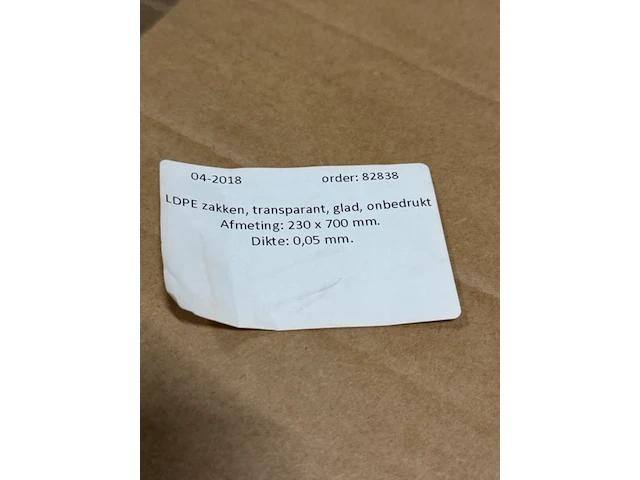 04-2018 order: 82838
LDPE zakken, transparant, glad, onbedrukt
Afmeting: 230 x 700 mm.
Dikte: 0,05 mm.